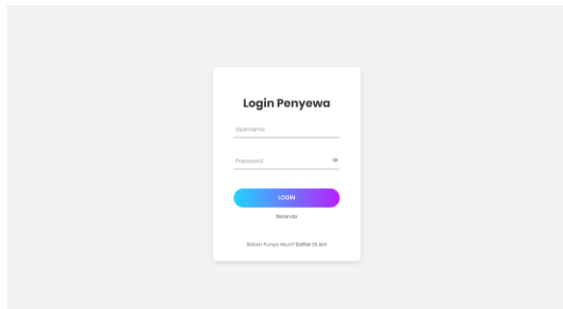 Login Penyewa
Username
Password
LOGIN
Beranda
Belum Punya Akun? Daftar Di sini